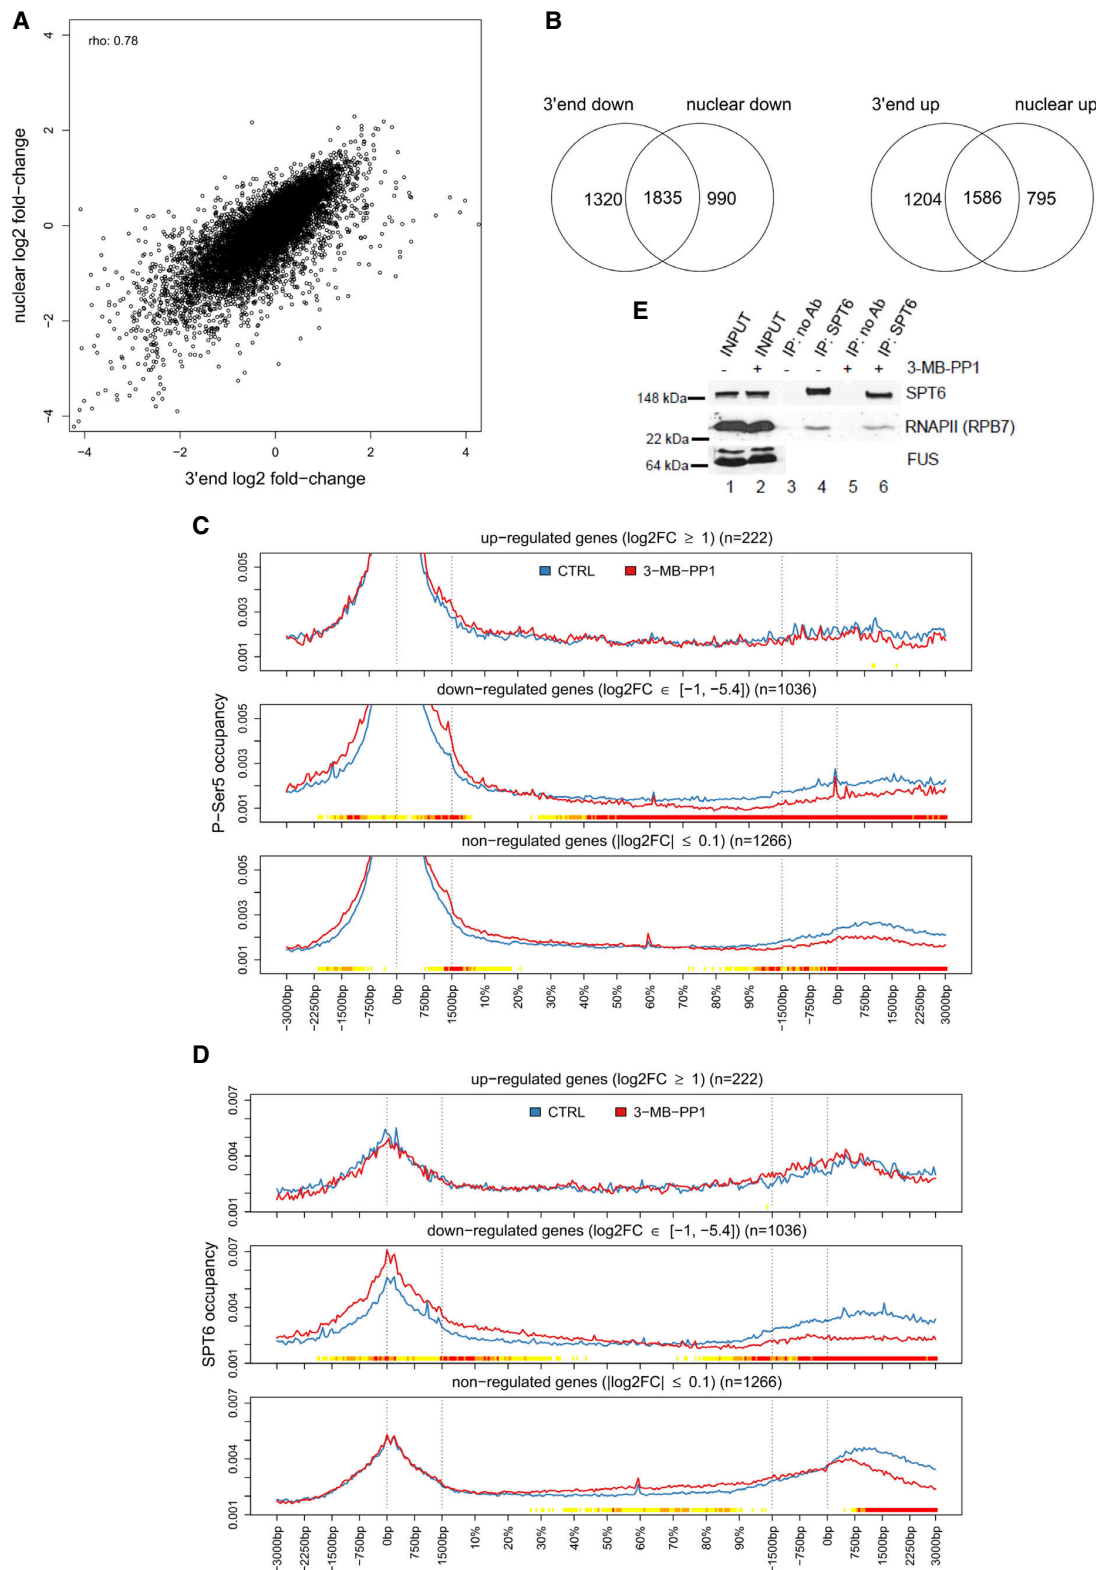 A
rho: 0.78
nuclear log2 fold−change
4
2
0
−2
−4
−4 −2 0 2 4
3'end log2 fold−change
B
3'end down nuclear down
1320 1835 990
3'end up nuclear up
1204 1586 795
E
INPUT INPUT IP: no Ab IP: SPT6 IP: no Ab IP: SPT6
- + - - + + 3-MB-PP1
148 kDa SPT6
22 kDa RNAPII (RPB7)
64 kDa FUS
1 2 3 4 5 6
C
up−regulated genes (log2FC ≥ 1) (n=222)
CTRL 3−MB−PP1
0.005
0.003
0.001
P−Ser5 occupancy
down−regulated genes (log2FC ∈ [−1, −5.4]) (n=1036)
0.005
0.003
0.001
non−regulated genes (|log2FC| ≤ 0.1) (n=1266)
0.005
0.003
0.001
−3000bp −2250bp −1500bp −750bp 0bp 750bp 1500bp 10% 20% 30% 40% 50% 60% 70% 80% 90% −1500bp −750bp 0bp 750bp 1500bp 2250bp 3000bp
D
up−regulated genes (log2FC ≥ 1) (n=222)
CTRL 3−MB−PP1
0.007
0.004
0.001
SPT6 occupancy
down−regulated genes (log2FC ∈ [−1, −5.4]) (n=1036)
0.007
0.004
0.001
non−regulated genes (|log2FC| ≤ 0.1) (n=1266)
0.007
0.004
0.001
−3000bp −2250bp −1500bp −750bp 0bp 750bp 1500bp 10% 20% 30% 40% 50% 60% 70% 80% 90% −1500bp −750bp 0bp 750bp 1500bp 2250bp 3000bp